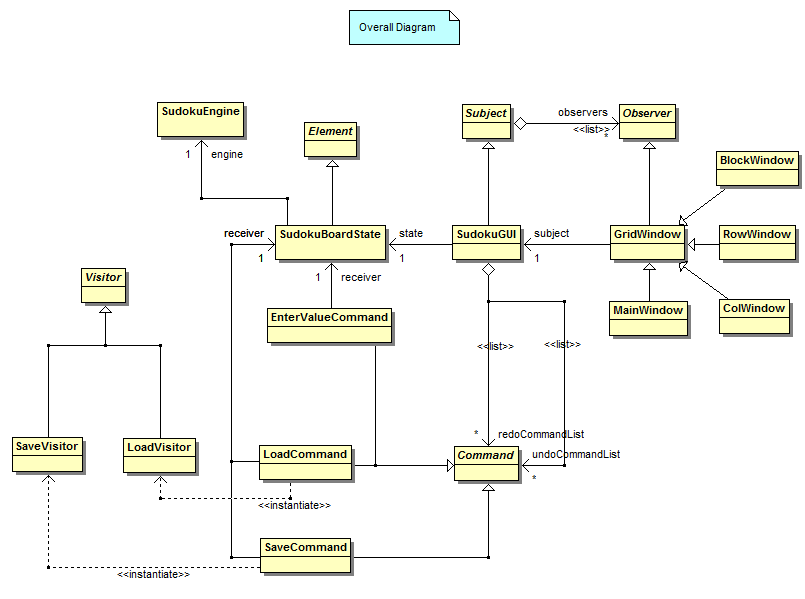 Overall Diagram
SudokuEngine
Subject
observers
Observer
<<list>>
*
Element
1
engine
BlockWindow
receiver
SudokuBoardState
state
SudokuGUI
subject
GridWindow
RowWindow
1
1
1
Visitor
1
receiver
EnterValueCommand
MainWindow
ColWindow
<<list>>
<<list>>
*
redoCommandList
SaveVisitor
LoadVisitor
LoadCommand
Command
undoCommandList
*
<<instantiate>>
SaveCommand
<<instantiate>>